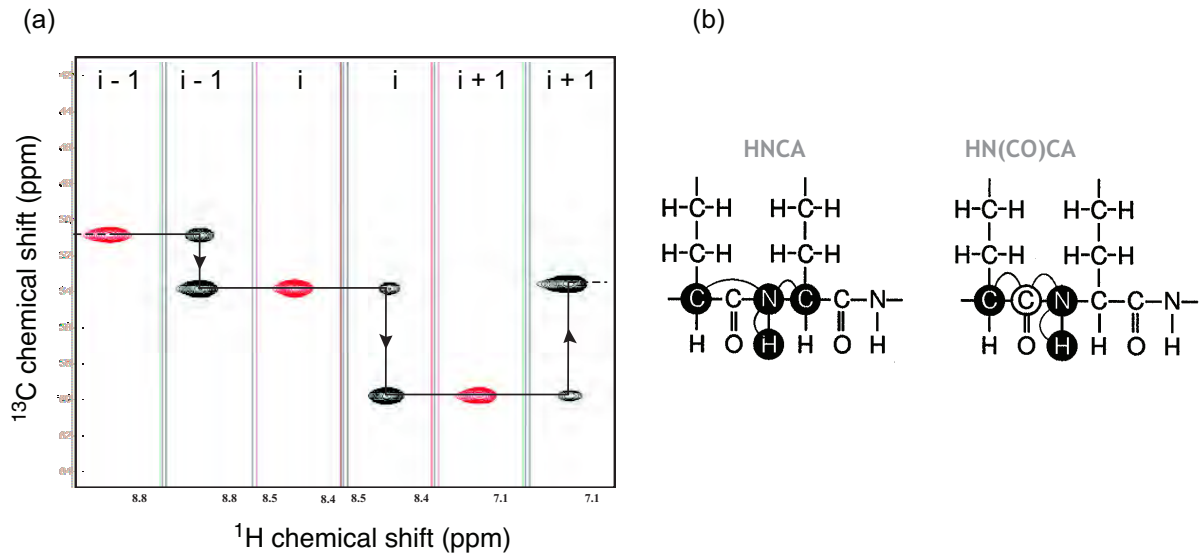 (a)
(b)
i - 1 i - 1 i i i + 1 i + 1
¹³C chemical shift (ppm)
44
8.8 8.8 8.5 8.4 8.5 8.4 7.1 7.1
¹H chemical shift (ppm)
HNCA HN(CO)CA
H-C-H H-C-H H-C-H H-C-H
C-H C-H C-H C-H
C C N C C N C C N C C N
H O H H O H H O H H O H